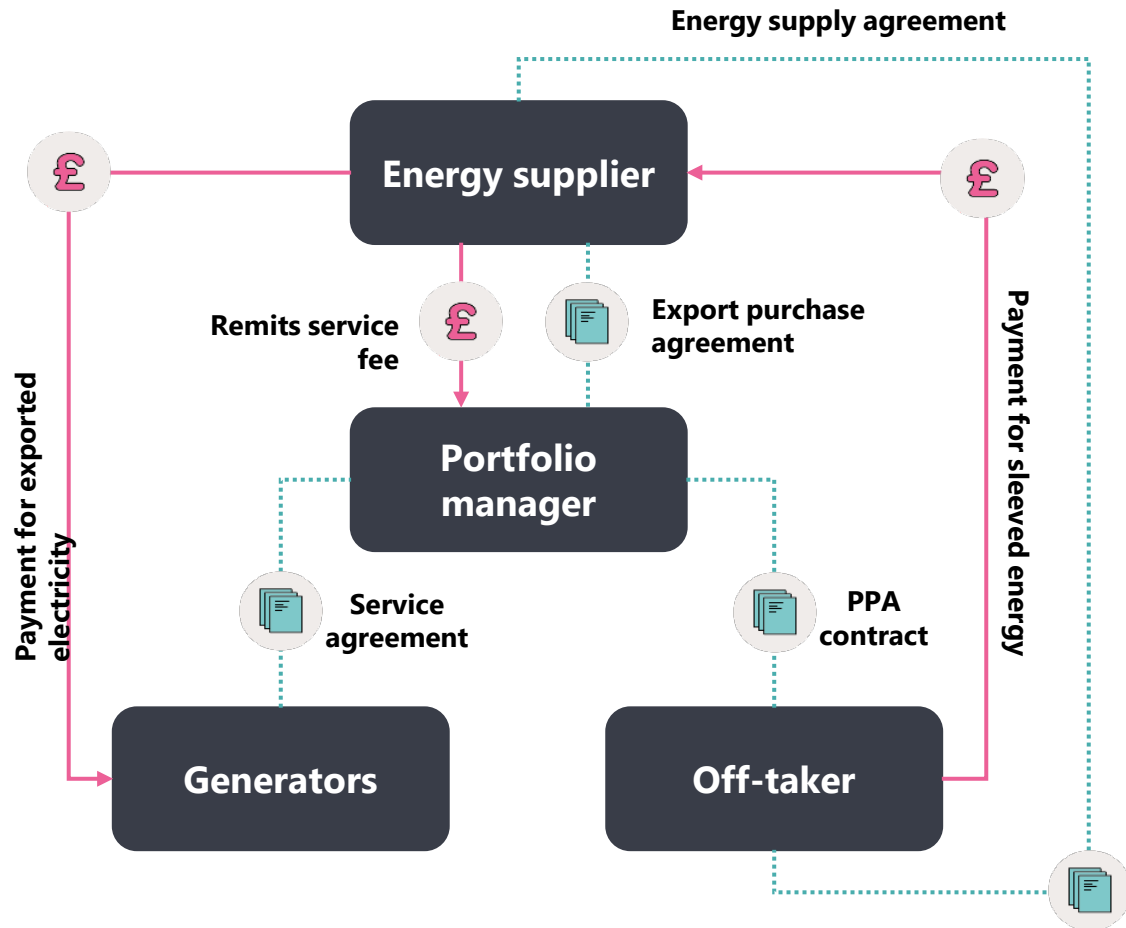 Energy supply agreement
£
Energy supplier
£
Remits service
fee
£
Export purchase
agreement
Payment for exported
electricity
Payment for sleeved energy
Portfolio
manager
Service
agreement
PPA
contract
Generators
Off-taker